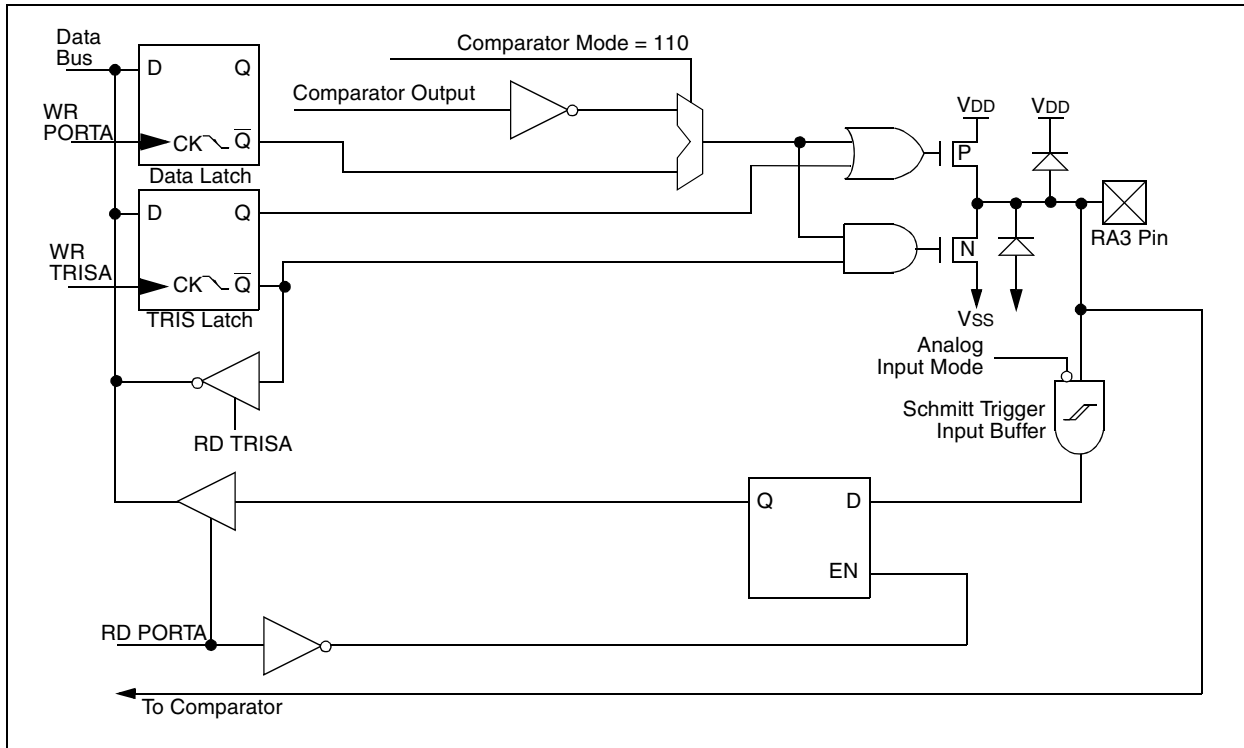 Data
Bus
D Q
Comparator Mode = 110
Comparator Output
WR
PORTA
CK Q̅
Data Latch
VDD VDD
P
D Q
RA3 Pin
WR
TRISA
N
CK Q̅
TRIS Latch
VSS
Analog
Input Mode
Schmitt Trigger
Input Buffer
RD TRISA
Q D
EN
RD PORTA
To Comparator